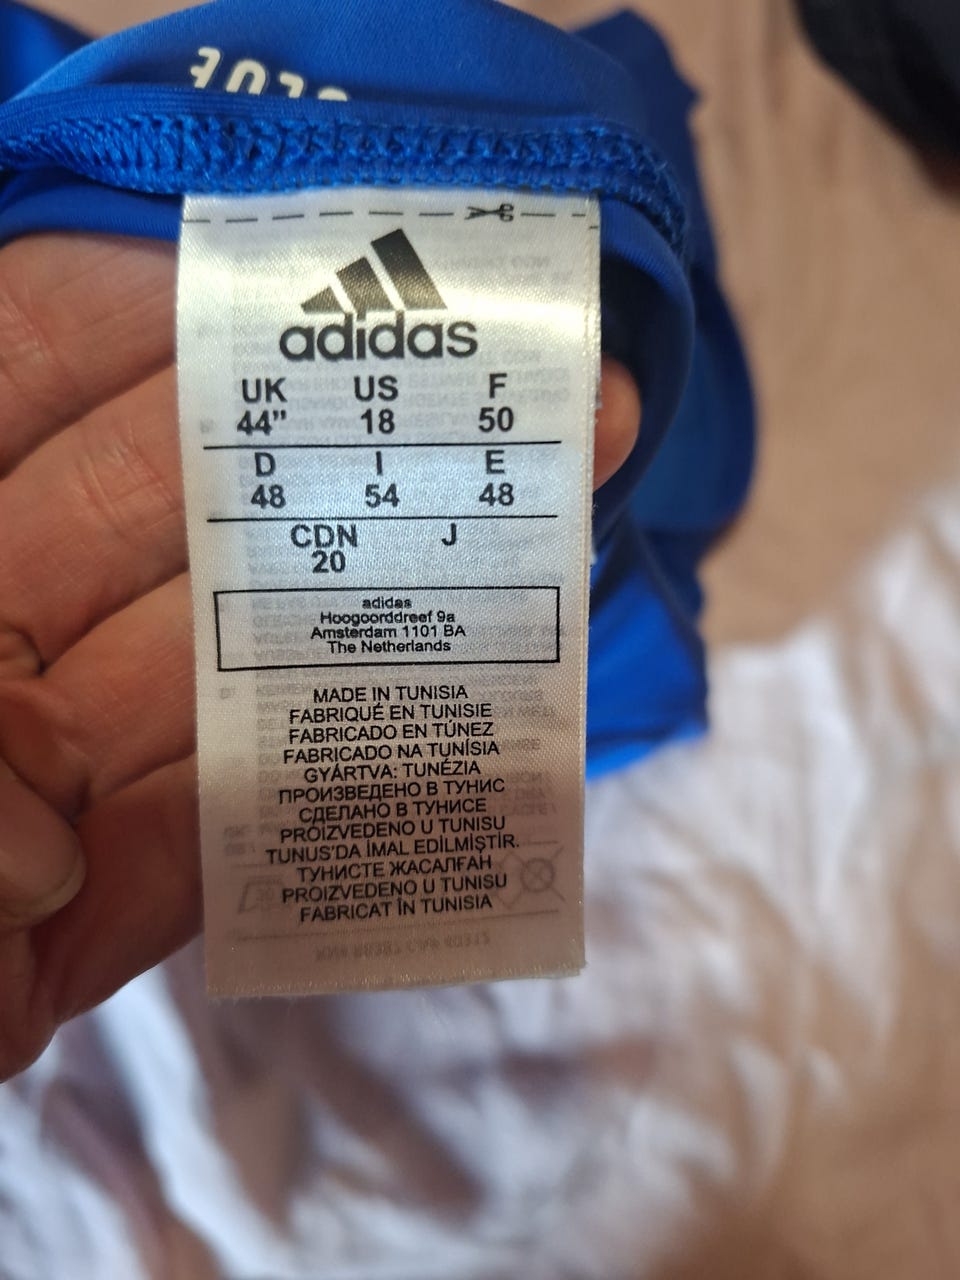 adidas
UK US F
44" 18 50
D I E
48 54 48
CDN J
20
adidas
Hoogoorddreef 9a
Amsterdam 1101 BA
The Netherlands
MADE IN TUNISIA
FABRIQUÉ EN TUNISIE
FABRICADO EN TÚNEZ
FABRICADO NA TUNÍSIA
GYÁRTVA: TUNÉZIA
ПРОИЗВЕДЕНО В ТУНИС
СДЕЛАНО В ТУНИСЕ
PROIZVEDENO U TUNISU
TUNUS'DA İMAL EDİLMİŞTİR.
ТУНИСТЕ ЖАСАЛҒАН
PROIZVEDENO U TUNISU
FABRICAT ÎN TUNISIA